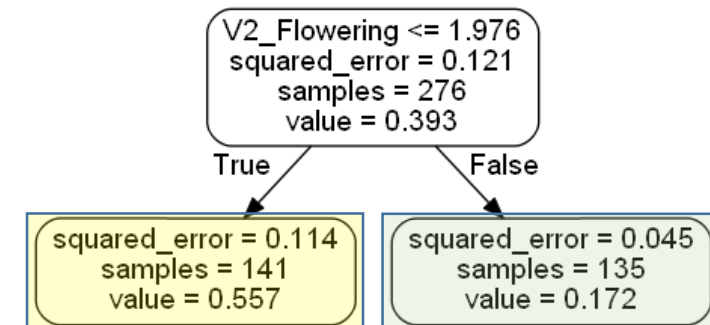 V2_Flowering <= 1.976
squared_error = 0.121
samples = 276
value = 0.393
True
False
squared_error = 0.114
samples = 141
value = 0.557
squared_error = 0.045
samples = 135
value = 0.172